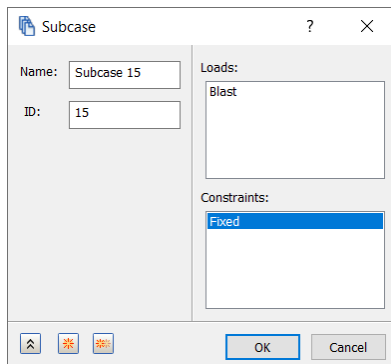 Subcase
?
Name: Subcase 15
ID: 15
Loads:
Blast
Constraints:
Fixed
OK
Cancel